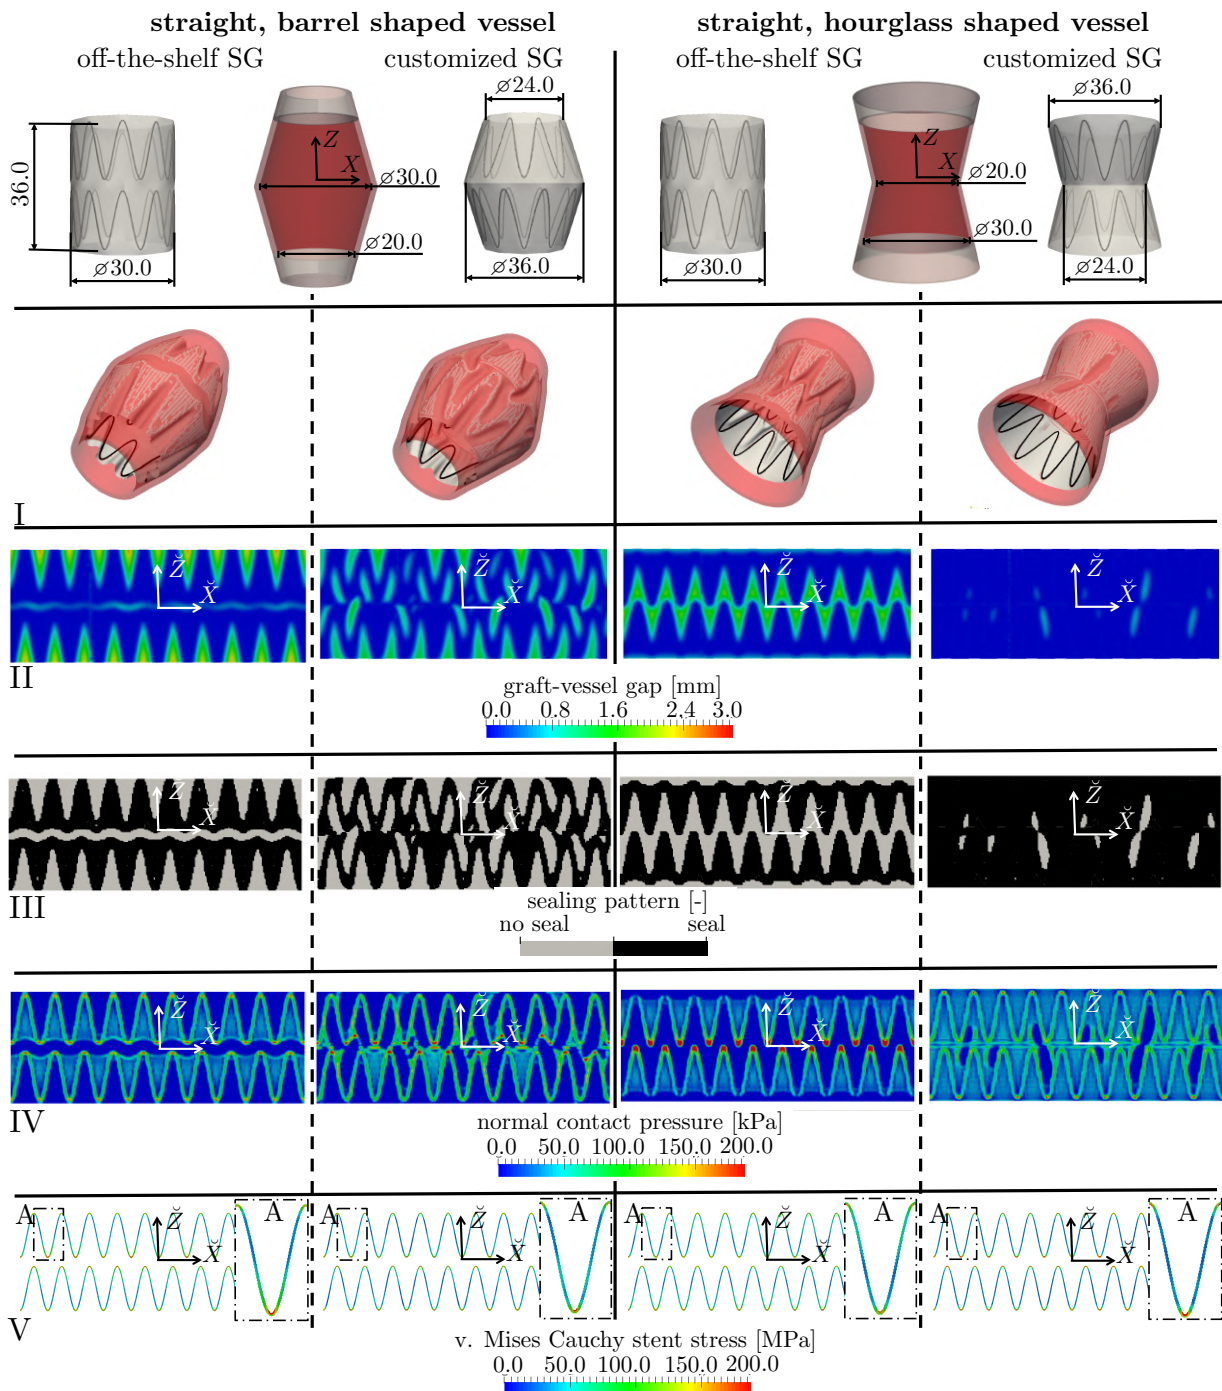 straight, barrel shaped vessel
straight, hourglass shaped vessel
off-the-shelf SG
customized SG
off-the-shelf SG
customized SG
36.0
⌀30.0
Z
X
⌀30.0
⌀20.0
⌀24.0
⌀36.0
⌀30.0
Z
X
⌀20.0
⌀30.0
⌀36.0
⌀24.0
I
Z̆
X̆
Z̆
X̆
Z̆
X̆
Z̆
X̆
II
graft-vessel gap [mm]
0.0 0.8 1.6 2.4 3.0
Z̆
X̆
Z̆
X̆
Z̆
X̆
Z̆
X̆
III
sealing pattern [-]
no seal seal
Z̆
X̆
Z̆
X̆
Z̆
X̆
Z̆
X̆
IV
normal contact pressure [kPa]
0.0 50.0 100.0 150.0 200.0
A Z̆ X̆ A
A Z̆ X̆ A
A Z̆ X̆ A
A Z̆ X̆ A
V
v. Mises Cauchy stent stress [MPa]
0.0 50.0 100.0 150.0 200.0